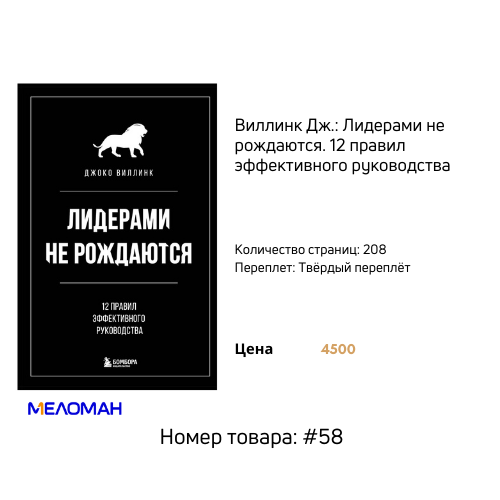 ДЖОКО ВИЛЛИНК
ЛИДЕРАМИ
НЕ РОЖДАЮТСЯ
12 ПРАВИЛ
ЭФФЕКТИВНОГО
РУКОВОДСТВА
БОМБОРА
МЕЛОМАН
Виллинк Дж.: Лидерами не
рождаются. 12 правил
эффективного руководства
Количество страниц: 208
Переплет: Твёрдый переплёт
Цена 4500
Номер товара: #58